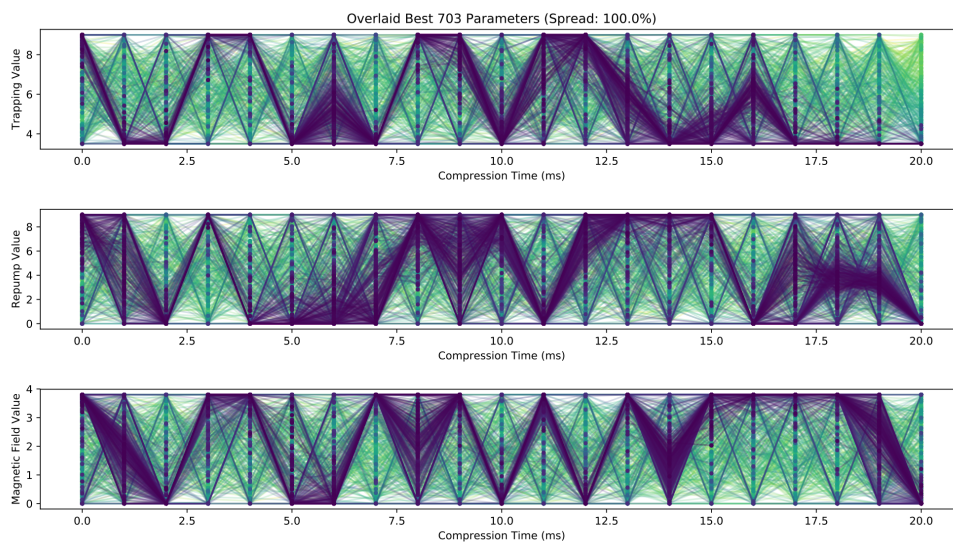 Overlaid Best 703 Parameters (Spread: 100.0%)
Trapping Value
8
6
4
0.0 2.5 5.0 7.5 10.0 12.5 15.0 17.5 20.0
Compression Time (ms)
Repump Value
8
6
4
2
0
0.0 2.5 5.0 7.5 10.0 12.5 15.0 17.5 20.0
Compression Time (ms)
Magnetic Field Value
4
3
2
1
0
0.0 2.5 5.0 7.5 10.0 12.5 15.0 17.5 20.0
Compression Time (ms)